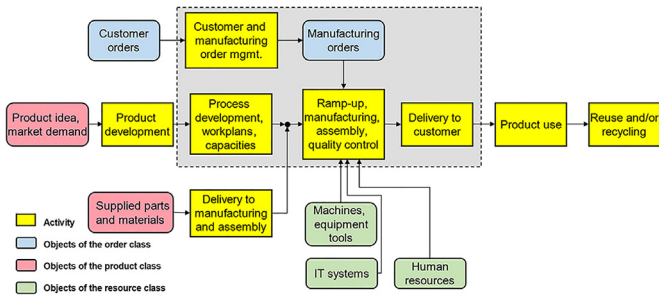 Customer
orders
Customer and
manufacturing
order mgmt.
Manufacturing
orders
Product idea,
market demand
Product
development
Process
development,
workplans,
capacities
Ramp-up,
manufacturing,
assembly,
quality control
Delivery to
customer
Product use
Reuse and/or
recycling
Supplied parts
and materials
Delivery to
manufacturing
and assembly
Machines,
equipment
tools
IT systems
Human
resources
Activity
Objects of the order class
Objects of the product class
Objects of the resource class